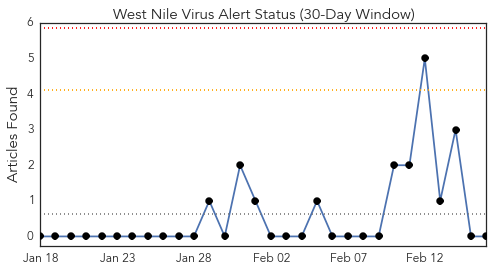 West Nile Virus Alert Status (30-Day Window)
Articles Found
6
5
4
3
2
1
0
Jan 18 Jan 23 Jan 28 Feb 02 Feb 07 Feb 12